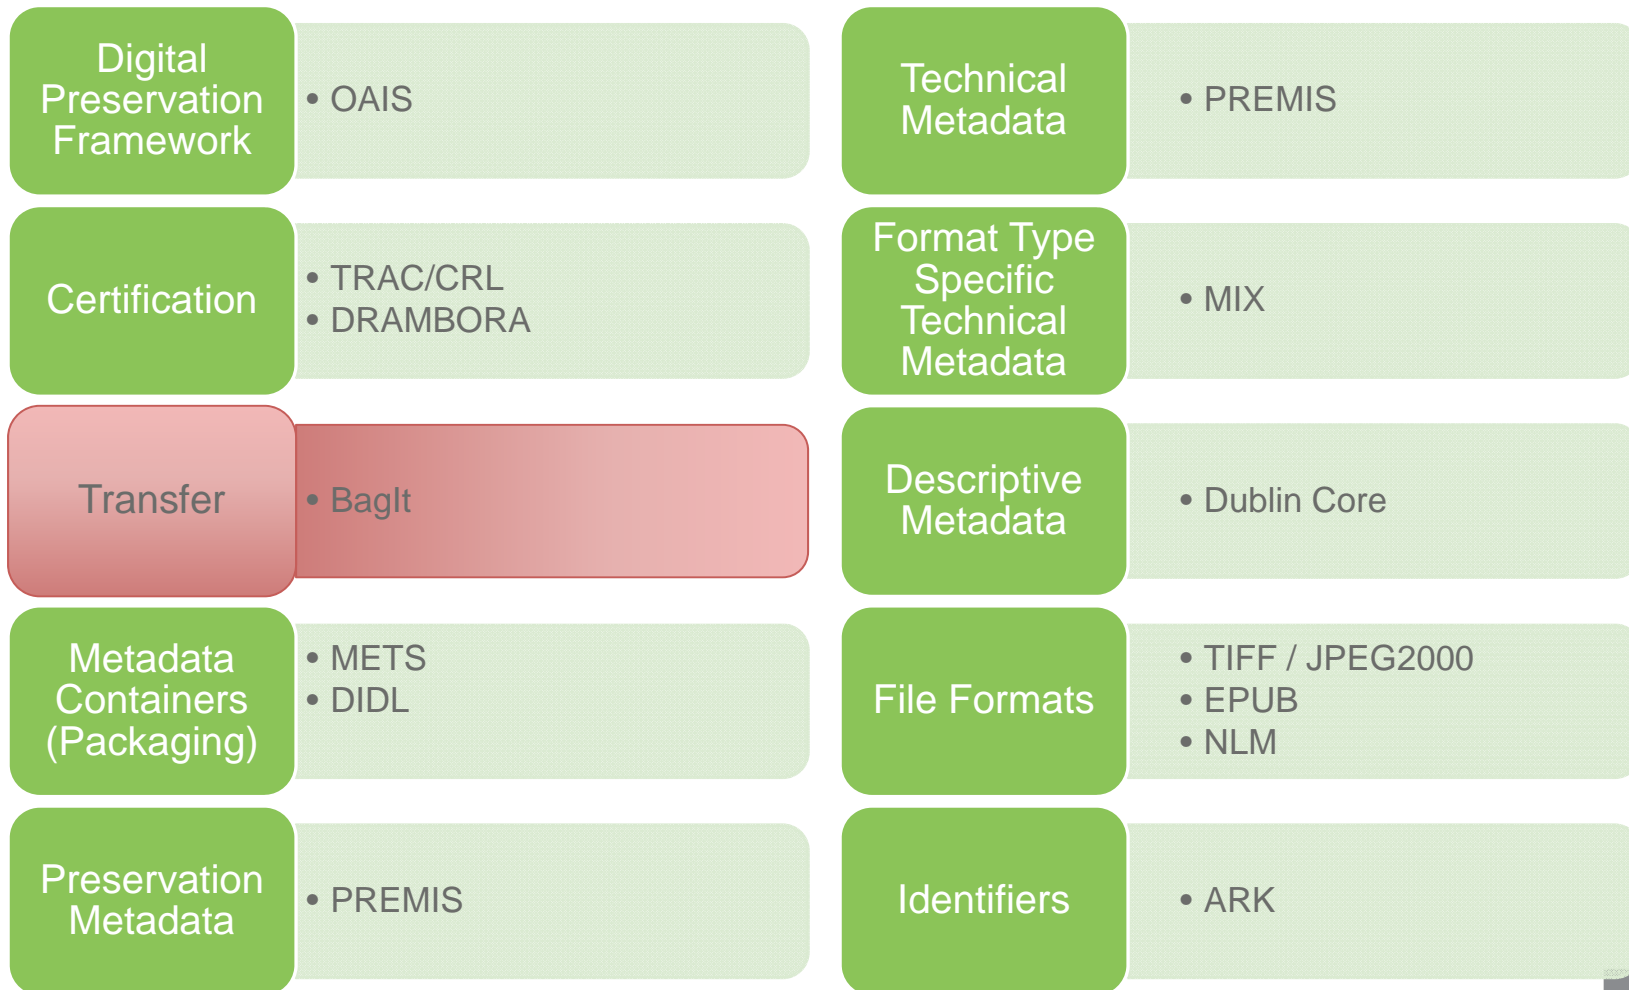 Digital
Preservation
Framework
• OAIS
Certification
• TRAC/CRL
• DRAMBORA
Transfer
• BagIt
Metadata
Containers
(Packaging)
• METS
• DIDL
Preservation
Metadata
• PREMIS
Technical
Metadata
• PREMIS
Format Type
Specific
Technical
Metadata
• MIX
Descriptive
Metadata
• Dublin Core
File Formats
• TIFF / JPEG2000
• EPUB
• NLM
Identifiers
• ARK